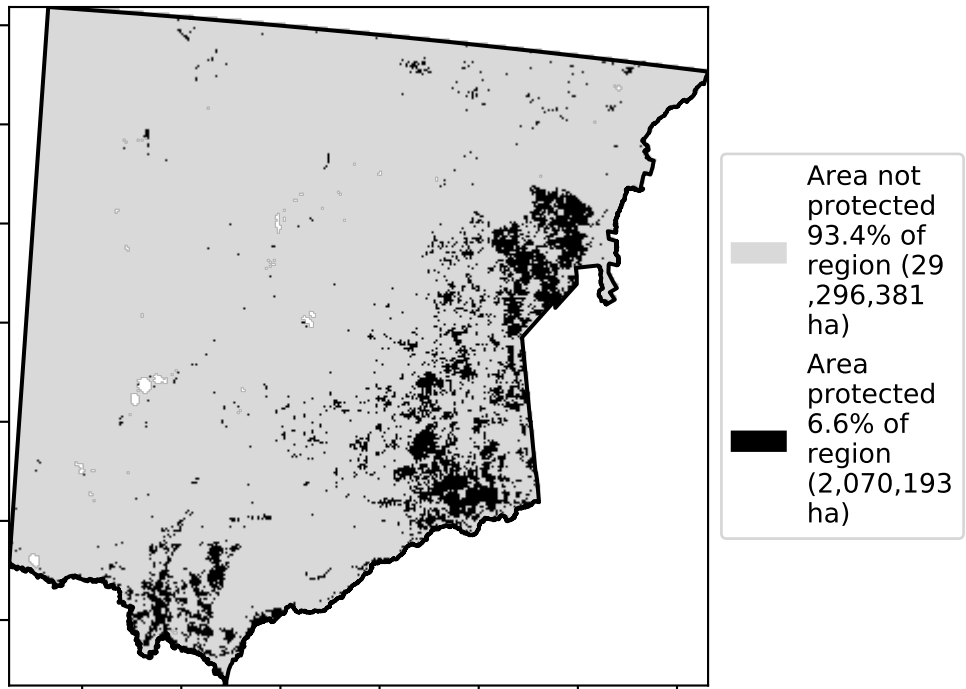 Area not
protected
93.4% of
region (29
,296,381
ha)
Area
protected
6.6% of
region
(2,070,193
ha)